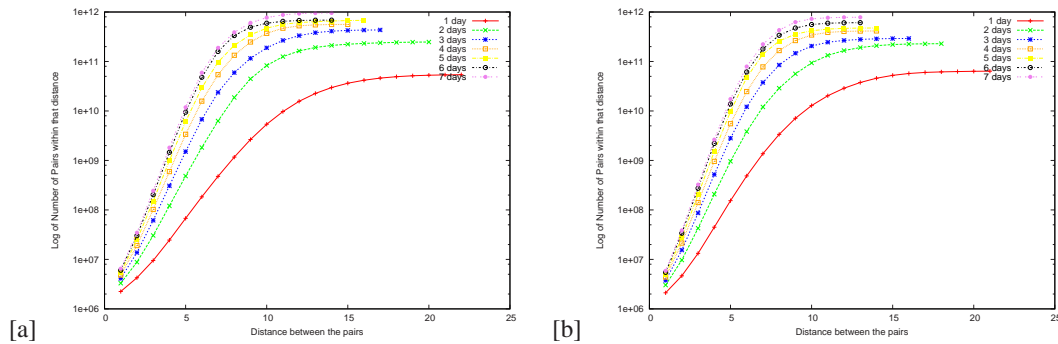 1e+12
1e+11
1e+10
1e+09
1e+08
1e+07
1e+06
Log of Number of Pairs within that distance
0
5
10
15
20
25
Distance between the pairs
1 day
2 days
3 days
4 days
5 days
6 days
7 days
[a]
1e+12
1e+11
1e+10
1e+09
1e+08
1e+07
1e+06
Log of Number of Pairs within that distance
0
5
10
15
20
25
Distance between the pairs
1 day
2 days
3 days
4 days
5 days
6 days
7 days
[b]